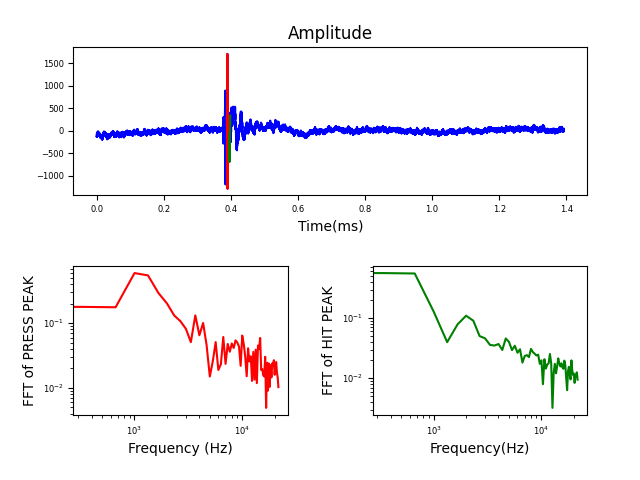 Amplitude
1500
1000
500
0
−500
−1000
0.0 0.2 0.4 0.6 0.8 1.0 1.2 1.4
Time(ms)
FFT of PRESS PEAK
10⁻¹
10⁻²
10³ 10⁴
Frequency (Hz)
FFT of HIT PEAK
10⁻¹
10⁻²
10³ 10⁴
Frequency(Hz)